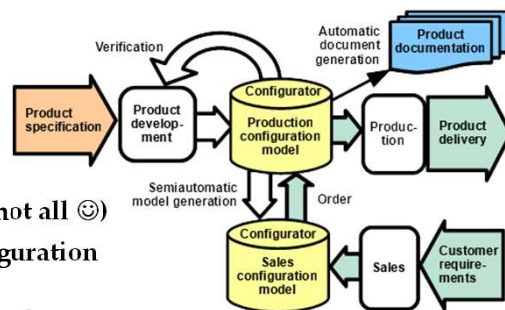 Verification
Automatic
document
generation
Product
documentation
Product
specification
Product
develop-
ment
Configurator
Production
configuration
model
Produc-
tion
Product
delivery
Semiautomatic
model generation
Order
not all ☺)
guration
Configurator
Sales
configuration
model
Sales
Customer
require-
ments